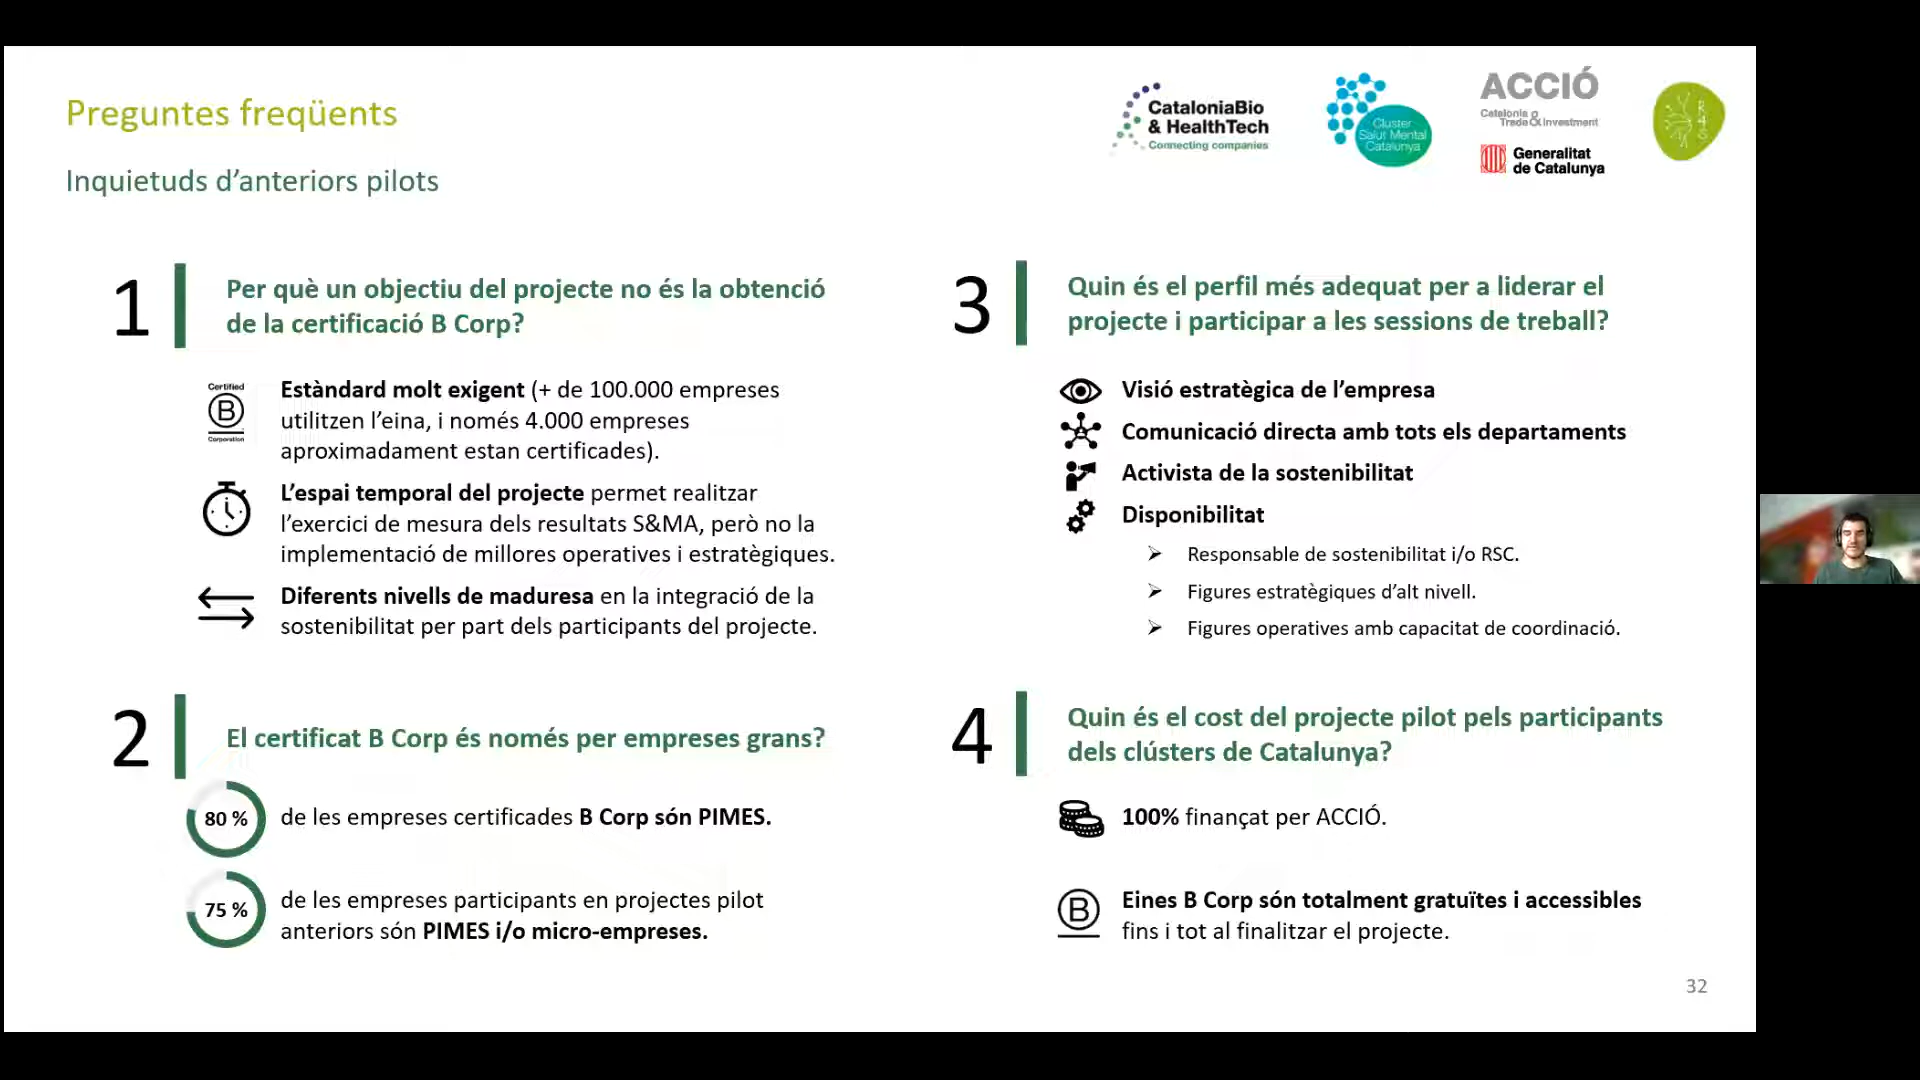 Preguntes freqüents
Inquietuds d’anteriors pilots
CataloniaBio
& HealthTech
Connecting companies
Cluster
Salut Mental
Catalunya
ACCIÓ
Catalonia
Trade & Investment
Generalitat
de Catalunya
R4S
1
Per què un objectiu del projecte no és la obtenció
de la certificació B Corp?
Certified
B
Corporation
Estàndard molt exigent (+ de 100.000 empreses
utilitzen l’eina, i només 4.000 empreses
aproximadament estan certificades).
L’espai temporal del projecte permet realitzar
l’exercici de mesura dels resultats S&MA, però no la
implementació de millores operatives i estratègiques.
Diferents nivells de maduresa en la integració de la
sostenibilitat per part dels participants del projecte.
2
El certificat B Corp és només per empreses grans?
80 %
de les empreses certificades B Corp són PIMES.
75 %
de les empreses participants en projectes pilot
anteriors són PIMES i/o micro-empreses.
3
Quin és el perfil més adequat per a liderar el
projecte i participar a les sessions de treball?
Visió estratègica de l’empresa
Comunicació directa amb tots els departaments
Activista de la sostenibilitat
Disponibilitat
Responsable de sostenibilitat i/o RSC.
Figures estratègiques d’alt nivell.
Figures operatives amb capacitat de coordinació.
4
Quin és el cost del projecte pilot pels participants
dels clústers de Catalunya?
100% finançat per ACCIÓ.
B
Eines B Corp són totalment gratuïtes i accessibles
fins i tot al finalitzar el projecte.
32